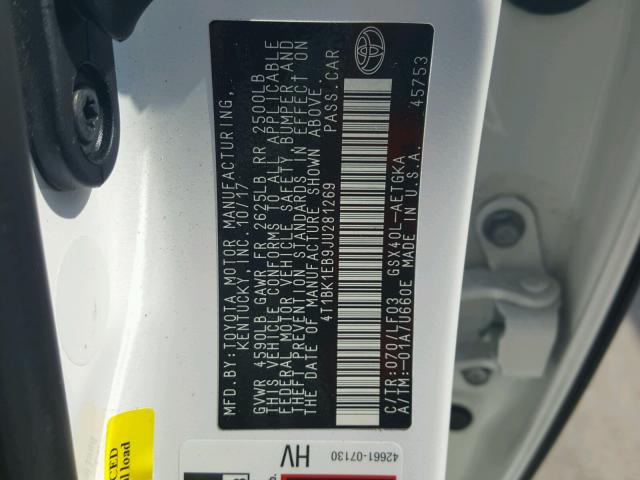 MFD.BY:TOYOTA MOTOR MANUFACTURING,
KENTUCKY, INC. 10/17
GVWR 4590LB GAWR FR 2625LB RR 2500LB
THIS VEHICLE CONFORMS TO ALL APPLICABLE
FEDERAL MOTOR VEHICLE SAFETY, BUMPER, AND
THEFT PREVENTION STANDARDS IN EFFECT ON
THE DATE OF MANUFACTURE SHOWN ABOVE.
4T1BK1EB9JU281269 PASS.CAR
C/TR:070/LF03 GSX40L-AETGKA
A/TM:-01A/U660E MADE IN U.S.A.
45753
42661-07130
HV
load